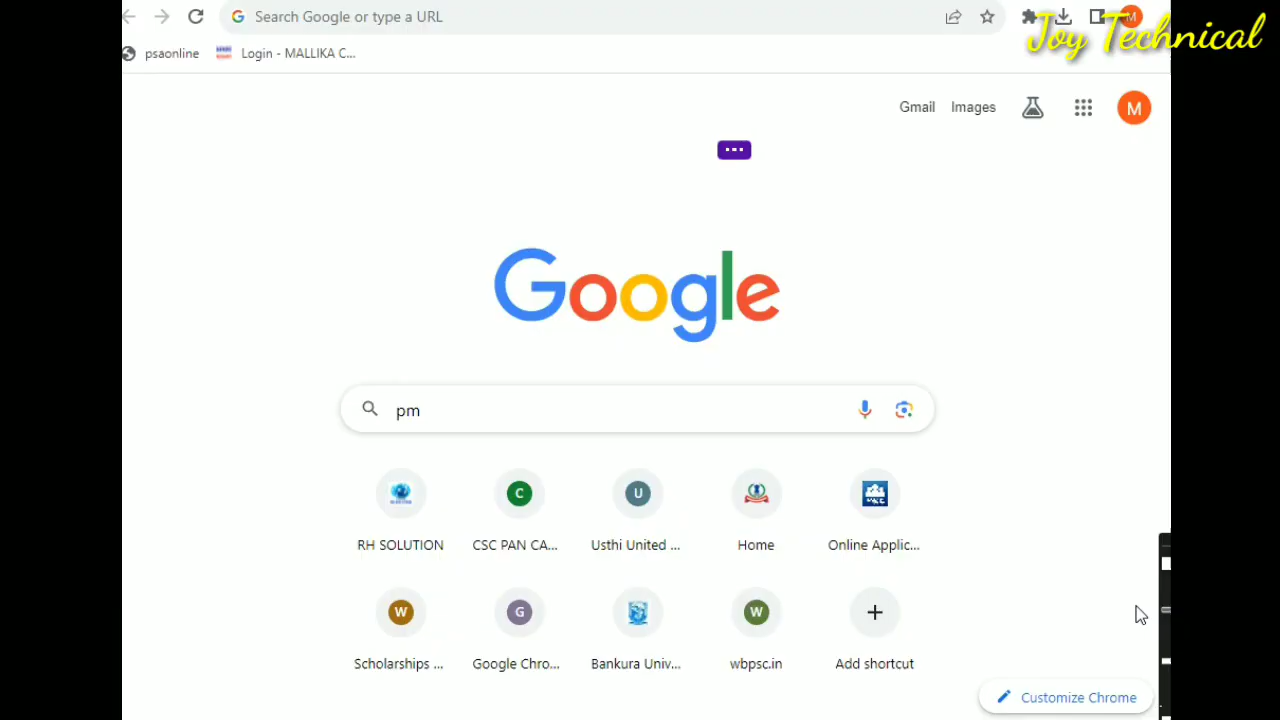 Search Google or type a URL
M
Joy Technical
psaonline
Login - MALLIKA C...
Gmail
Images
M
Google
pm
C
U
RH SOLUTION
CSC PAN CA...
Usthi United ...
Home
Online Applic...
W
G
W
Scholarships ...
Google Chro...
Bankura Univ...
wbpsc.in
Add shortcut
Customize Chrome